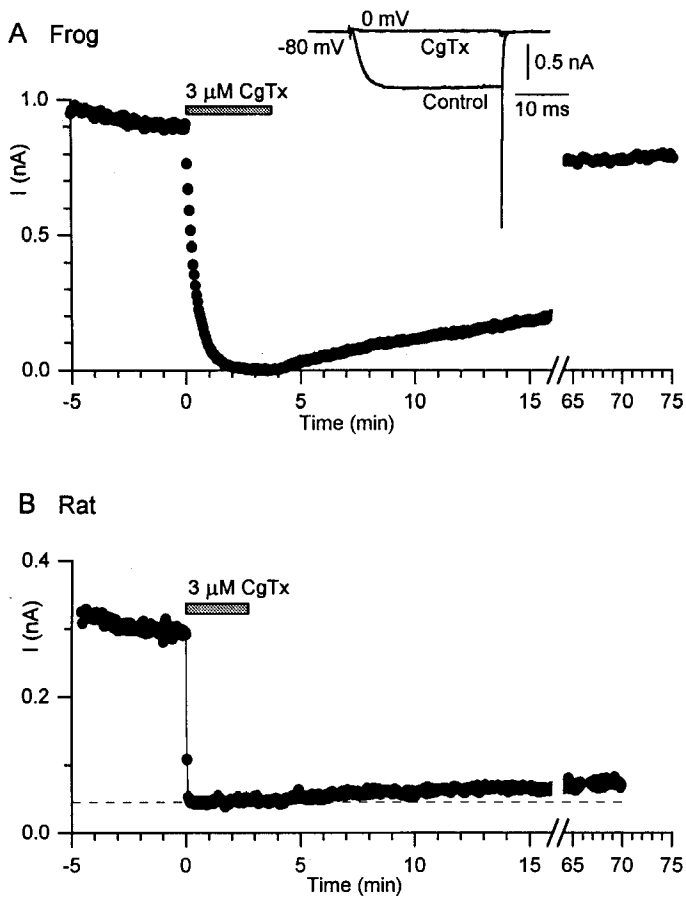 A Frog
0 mV
-80 mV
CgTx
0.5 nA
Control
10 ms
3 μM CgTx
1.0
0.5
0.0
I (nA)
-5 0 5 10 15 65 70 75
Time (min)
B Rat
0.4
3 μM CgTx
0.2
0.0
I (nA)
-5 0 5 10 15 65 70 75
Time (min)